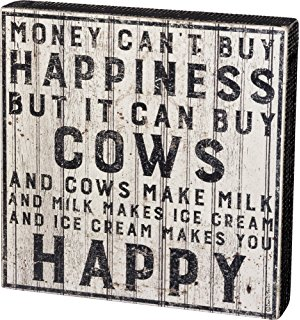 MONEY CAN'T BUY
HAPPINESS
BUT IT CAN BUY
COWS
AND COWS MAKE MILK
AND MILK MAKES ICE CREAM
AND ICE CREAM MAKES YOU
HAPPY